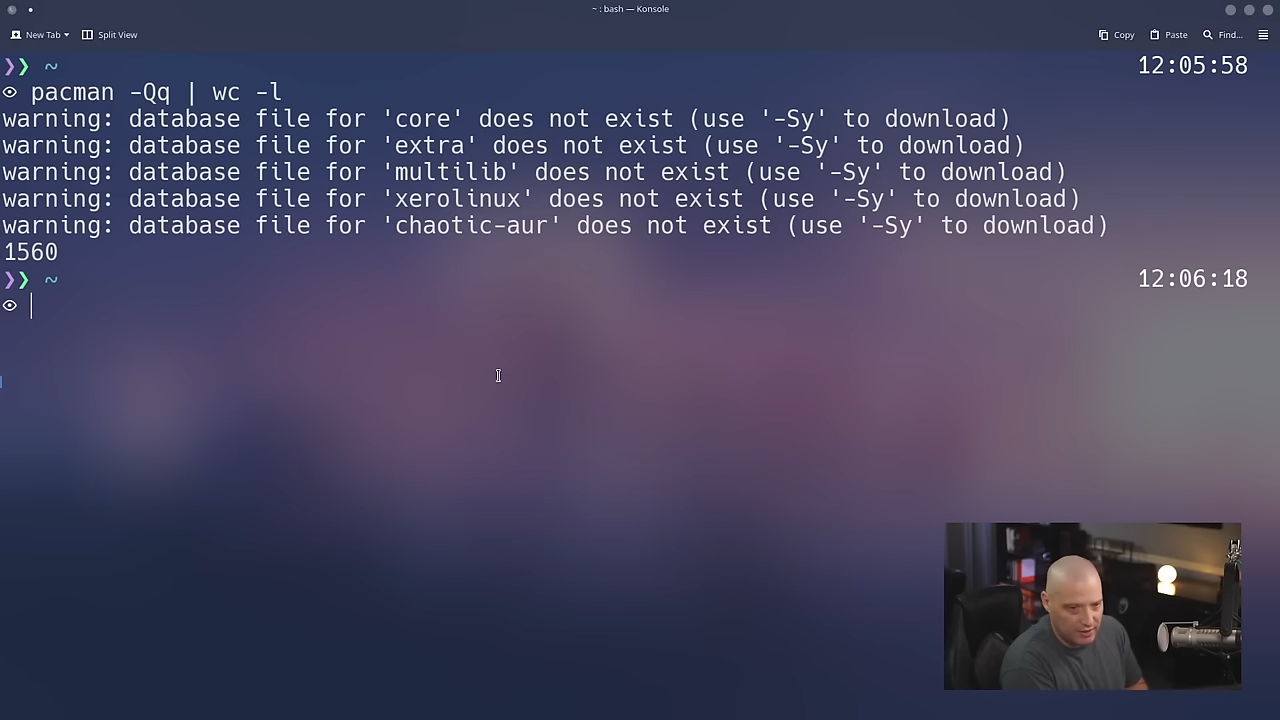 ~ : bash — Konsole
New Tab Split View Copy Paste Find...
❯❯ ~ 12:05:58
pacman -Qq | wc -l
warning: database file for 'core' does not exist (use '-Sy' to download)
warning: database file for 'extra' does not exist (use '-Sy' to download)
warning: database file for 'multilib' does not exist (use '-Sy' to download)
warning: database file for 'xerolinux' does not exist (use '-Sy' to download)
warning: database file for 'chaotic-aur' does not exist (use '-Sy' to download)
1560
❯❯ ~ 12:06:18